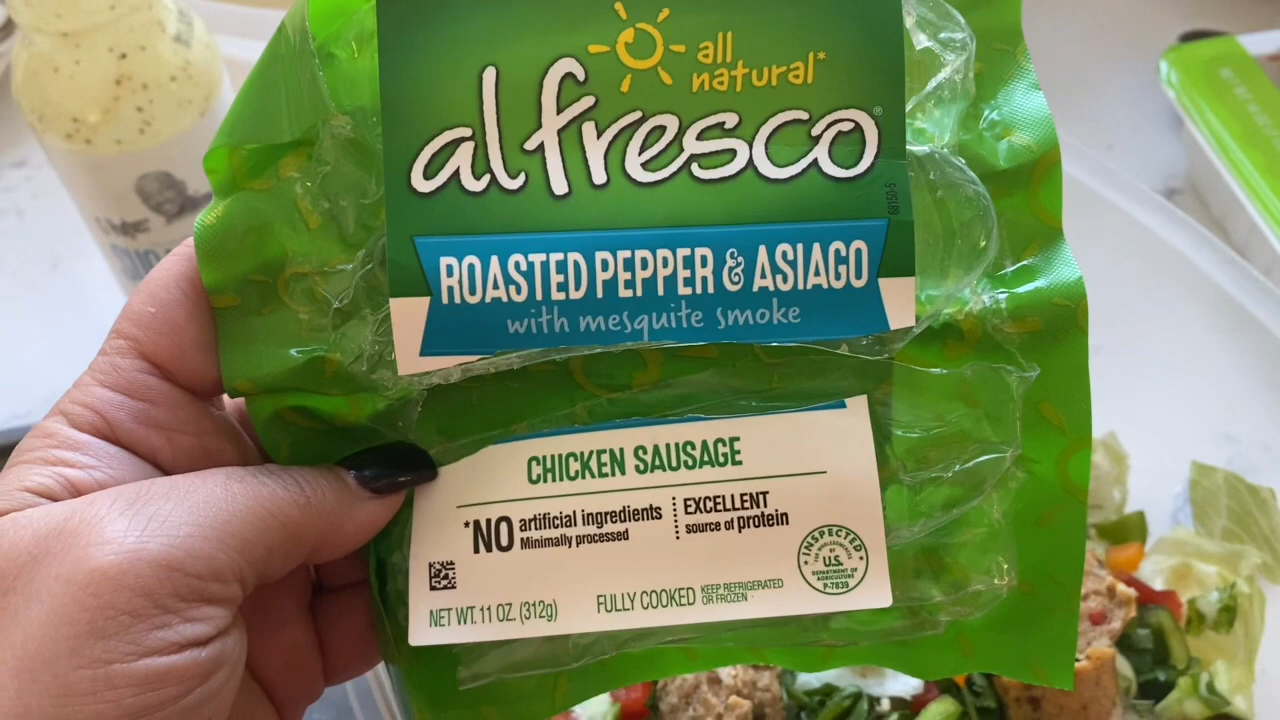 all
natural*
al fresco®
68150-5
ROASTED PEPPER & ASIAGO
with mesquite smoke
CHICKEN SAUSAGE
*NO artificial ingredients
Minimally processed
EXCELLENT
source of protein
INSPECTED
FOR WHOLESOMENESS
BY
U.S.
DEPARTMENT OF
AGRICULTURE
P-7839
NET WT. 11 OZ. (312g)
FULLY COOKED
KEEP REFRIGERATED
OR FROZEN